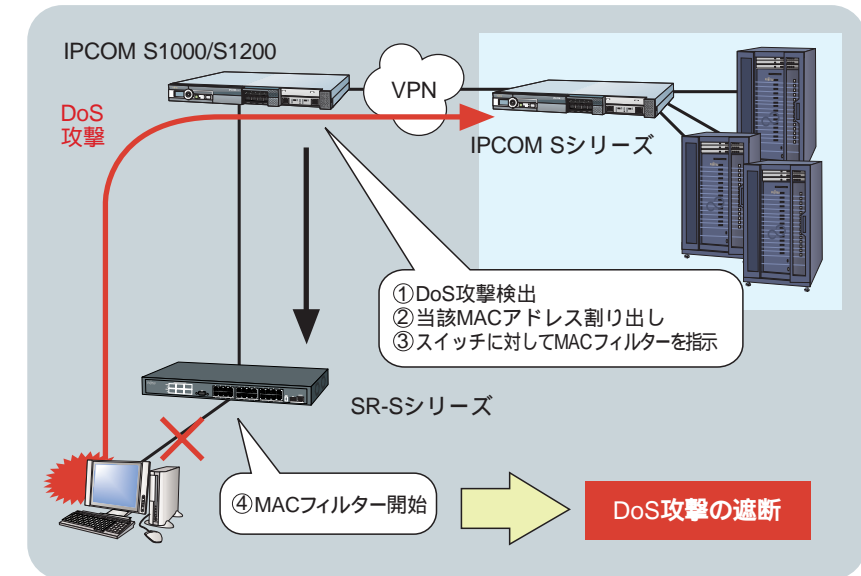 IPCOM S1000/S1200
VPN
DoS
攻撃
IPCOM Sシリーズ
①DoS攻撃検出
②当該MACアドレス割り出し
③スイッチに対してMACフィルターを指示
SR-Sシリーズ
④MACフィルター開始
DoS攻撃の遮断